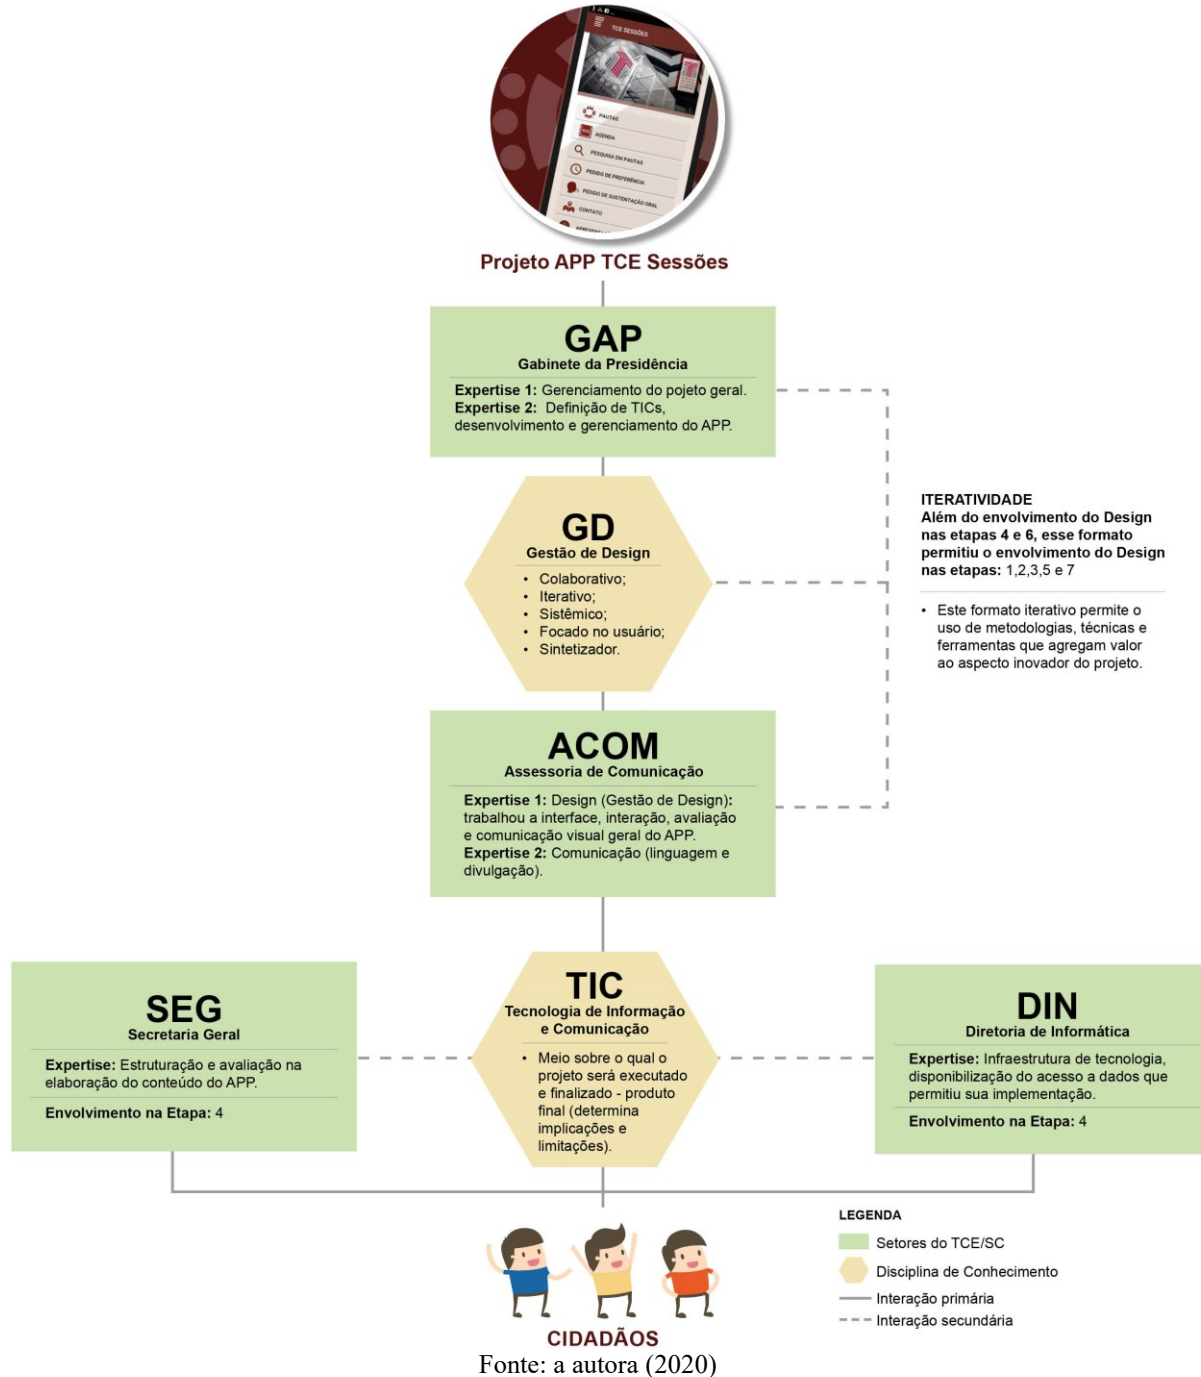 TCE SESSÕES
PAUTAS
AGENDA
PESQUISA EM PAUTAS
PEDIDO DE PREFERÊNCIA
PEDIDO DE SUSTENTAÇÃO ORAL
CONTATO
Projeto APP TCE Sessões
GAP
Gabinete da Presidência
Expertise 1: Gerenciamento do pojeto geral.
Expertise 2: Definição de TICs,
desenvolvimento e gerenciamento do APP.
GD
Gestão de Design
• Colaborativo;
• Iterativo;
• Sistêmico;
• Focado no usuário;
• Sintetizador.
ITERATIVIDADE
Além do envolvimento do Design
nas etapas 4 e 6, esse formato
permitiu o envolvimento do Design
nas etapas: 1,2,3,5 e 7
• Este formato iterativo permite o
uso de metodologias, técnicas e
ferramentas que agregam valor
ao aspecto inovador do projeto.
ACOM
Assessoria de Comunicação
Expertise 1: Design (Gestão de Design):
trabalhou a interface, interação, avaliação
e comunicação visual geral do APP.
Expertise 2: Comunicação (linguagem e
divulgação).
SEG
Secretaria Geral
Expertise: Estruturação e avaliação na
elaboração do conteúdo do APP.
Envolvimento na Etapa: 4
TIC
Tecnologia de Informação
e Comunicação
• Meio sobre o qual o
projeto será executado
e finalizado - produto
final (determina
implicações e
limitações).
DIN
Diretoria de Informática
Expertise: Infraestrutura de tecnologia,
disponibilização do acesso a dados que
permitiu sua implementação.
Envolvimento na Etapa: 4
LEGENDA
Setores do TCE/SC
Disciplina de Conhecimento
Interação primária
Interação secundária
CIDADÃOS
Fonte: a autora (2020)